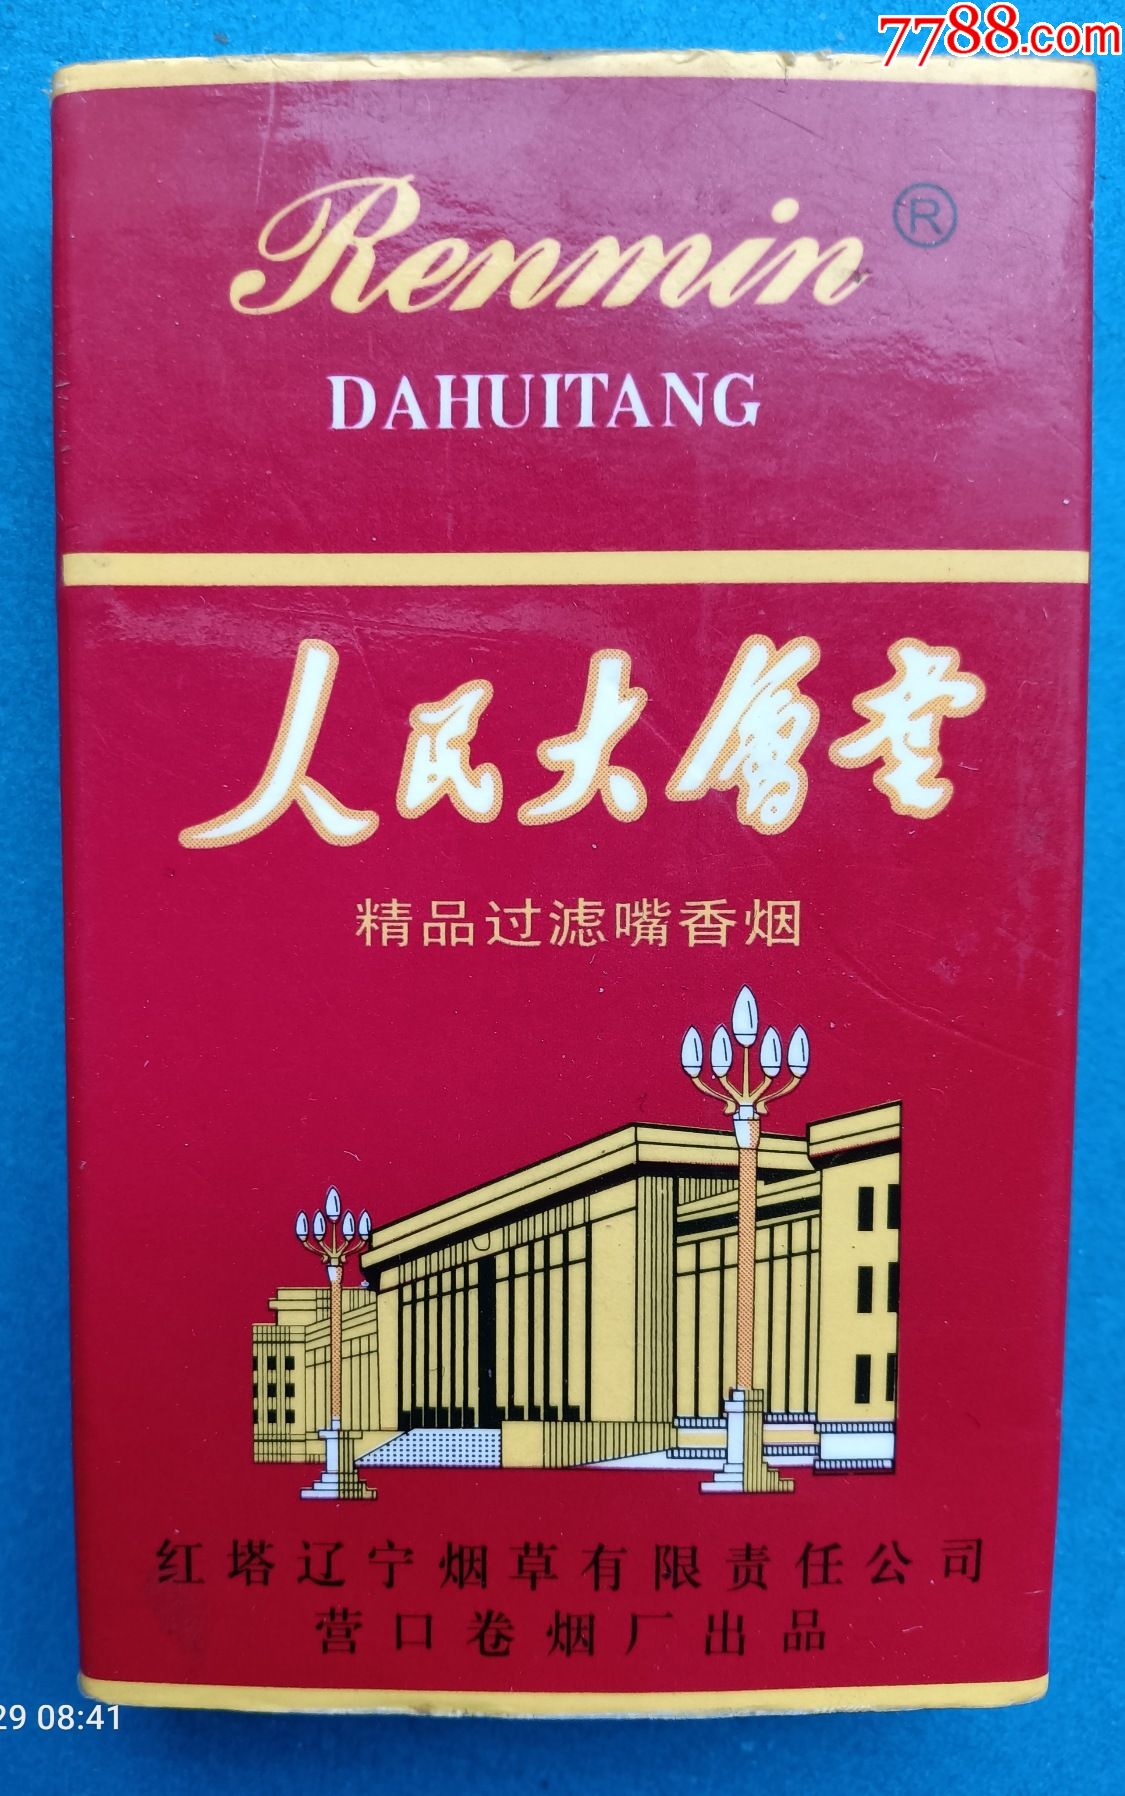 7788.com
Renmin ®
DAHUITANG
人民大會堂
精品过滤嘴香烟
红塔辽宁烟草有限责任公司
营口卷烟厂出品
29 08:41